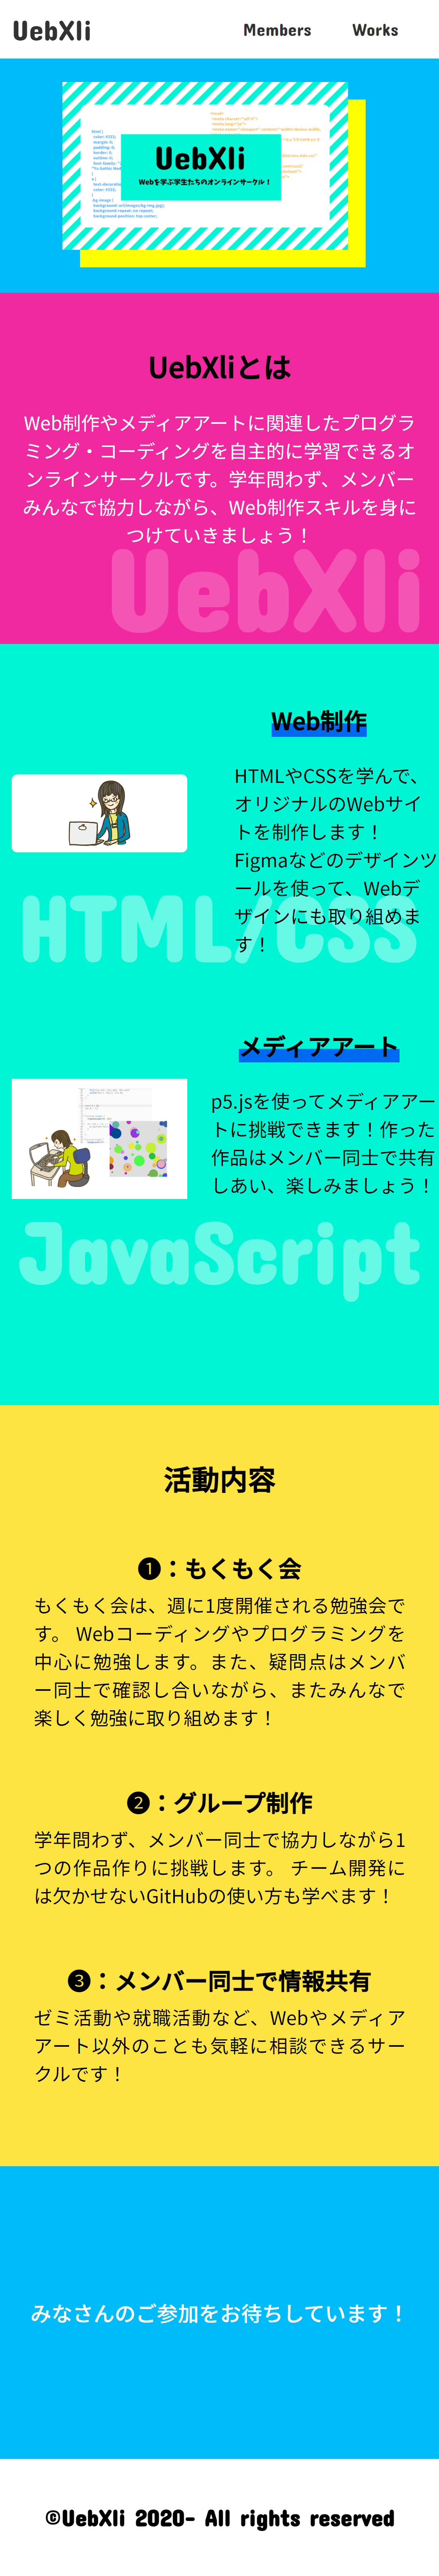 UebXli
Members
Works
html {
color: #333;
margin: 0;
padding: 0;
border: 0;
outline: 0;
UebXli
Webを学ぶ学生たちのオンラインサークル！
color: #333;
background-repeat: no-repeat;
background-position: top center;
UebXliとは
Web制作やメディアアートに関連したプログラ
ミング・コーディングを自主的に学習できるオ
ンラインサークルです。学年問わず、メンバー
みんなで協力しながら、Web制作スキルを身に
つけていきましょう！
UebXli
Web制作
HTMLやCSSを学んで、
オリジナルのWebサイ
トを制作します！
Figmaなどのデザインツ
ールを使って、Webデ
ザインにも取り組めま
す！
HTML/CSS
メディアアート
p5.jsを使ってメディアアー
トに挑戦できます！作った
作品はメンバー同士で共有
しあい、楽しみましょう！
JavaScript
活動内容
❶：もくもく会
もくもく会は、週に1度開催される勉強会で
す。 Webコーディングやプログラミングを
中心に勉強します。また、疑問点はメンバ
ー同士で確認し合いながら、またみんなで
楽しく勉強に取り組めます！
❷：グループ制作
学年問わず、メンバー同士で協力しながら1
つの作品作りに挑戦します。 チーム開発に
は欠かせないGitHubの使い方も学べます！
❸：メンバー同士で情報共有
ゼミ活動や就職活動など、Webやメディア
アート以外のことも気軽に相談できるサー
クルです！
みなさんのご参加をお待ちしています！
©UebXli 2020- All rights reserved